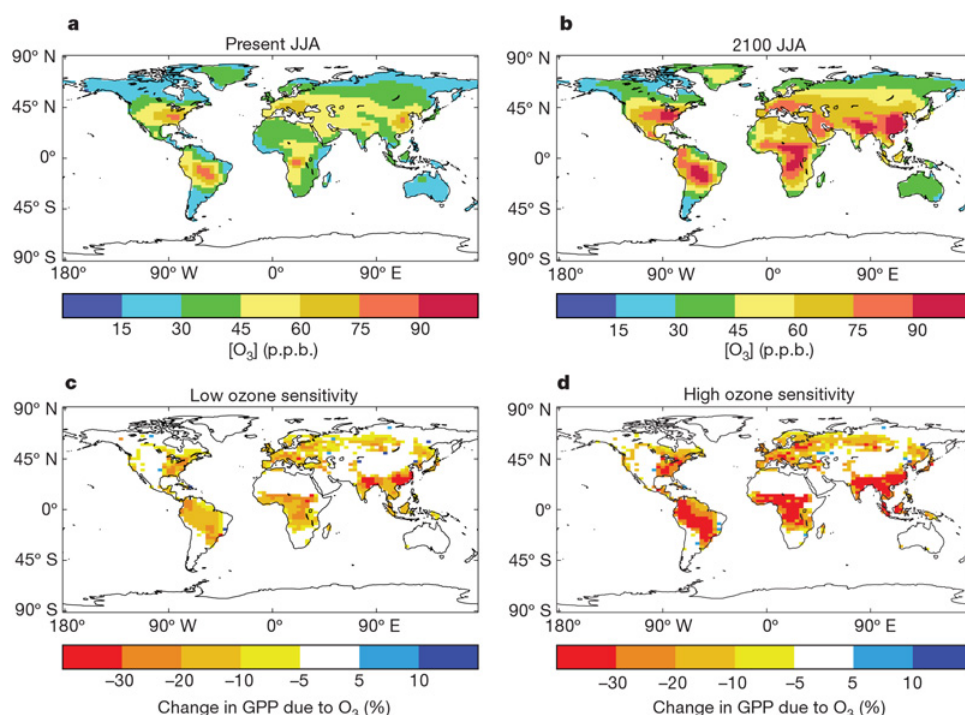 a
Present JJA
90° N
45° N
0°
45° S
90° S
180° 90° W 0° 90° E
15 30 45 60 75 90
[O₃] (p.p.b.)
b
2100 JJA
90° N
45° N
0°
45° S
90° S
180° 90° W 0° 90° E
15 30 45 60 75 90
[O₃] (p.p.b.)
c
Low ozone sensitivity
90° N
45° N
0°
45° S
90° S
180° 90° W 0° 90° E
–30 –20 –10 –5 5 10
Change in GPP due to O₃ (%)
d
High ozone sensitivity
90° N
45° N
0°
45° S
90° S
180° 90° W 0° 90° E
–30 –20 –10 –5 5 10
Change in GPP due to O₃ (%)